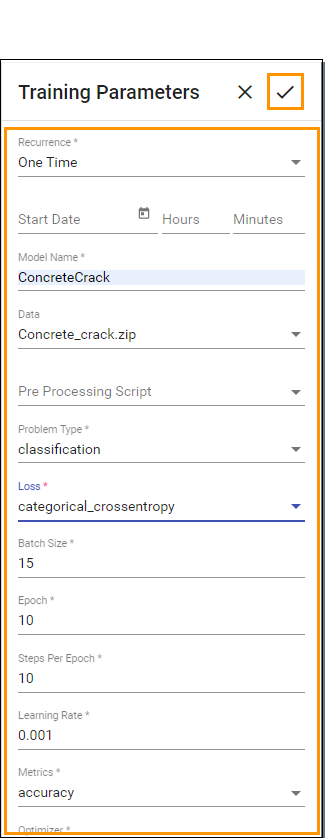 Training Parameters
Recurrence *
One Time
Start Date Hours Minutes
Model Name *
ConcreteCrack
Data
Concrete_crack.zip
Pre Processing Script
Problem Type *
classification
Loss *
categorical_crossentropy
Batch Size *
15
Epoch *
10
Steps Per Epoch *
10
Learning Rate *
0.001
Metrics *
accuracy
Optimizer *